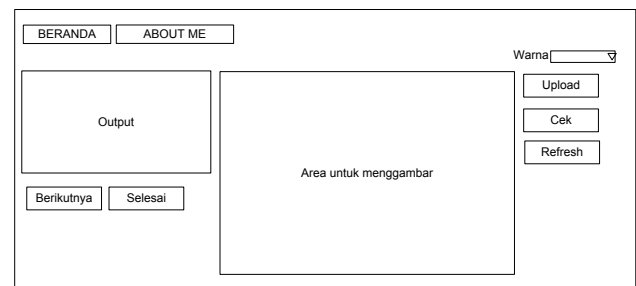 BERANDA ABOUT ME
Warna
Output
Area untuk menggambar
Upload
Cek
Refresh
Berikutnya Selesai